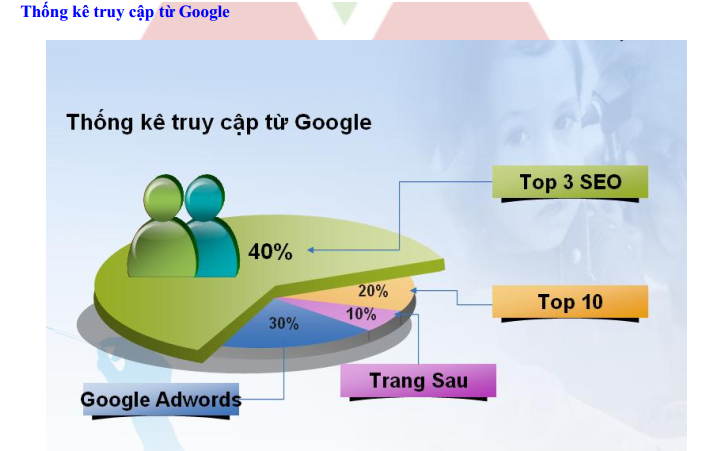 Thống kê truy cập từ Google
Thống kê truy cập từ Google
Top 3 SEO
40%
20%
Top 10
10%
30%
Trang Sau
Google Adwords